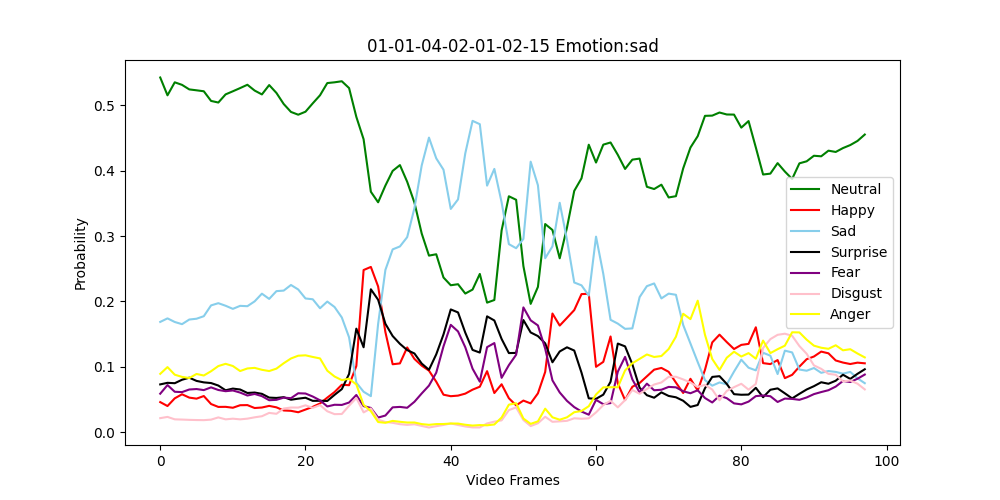 01-01-04-02-01-02-15 Emotion:sad
Probability
0.5
0.4
0.3
0.2
0.1
0.0
0
20
40
60
80
100
Video Frames
Neutral
Happy
Sad
Surprise
Fear
Disgust
Anger